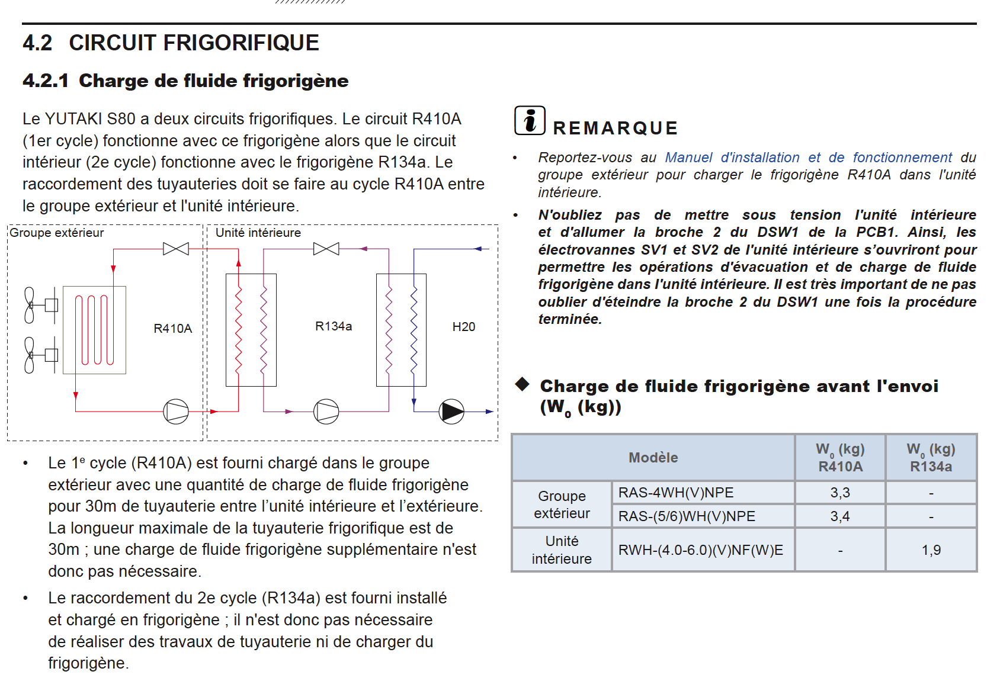 4.2 CIRCUIT FRIGORIFIQUE
4.2.1 Charge de fluide frigorigène
Le YUTAKI S80 a deux circuits frigorifiques. Le circuit R410A
(1er cycle) fonctionne avec ce frigorigène alors que le circuit
intérieur (2e cycle) fonctionne avec le frigorigène R134a. Le
raccordement des tuyauteries doit se faire au cycle R410A entre
le groupe extérieur et l'unité intérieure.
Groupe extérieur
Unité intérieure
R410A
R134a
H20
• Le 1e cycle (R410A) est fourni chargé dans le groupe
extérieur avec une quantité de charge de fluide frigorigène
pour 30m de tuyauterie entre l’unité intérieure et l’extérieure.
La longueur maximale de la tuyauterie frigorifique est de
30m ; une charge de fluide frigorigène supplémentaire n'est
donc pas nécessaire.
• Le raccordement du 2e cycle (R134a) est fourni installé
et chargé en frigorigène ; il n'est donc pas nécessaire
de réaliser des travaux de tuyauterie ni de charger du
frigorigène.
i REMARQUE
• Reportez-vous au Manuel d'installation et de fonctionnement du
groupe extérieur pour charger le frigorigène R410A dans l'unité
intérieure.
• N'oubliez pas de mettre sous tension l'unité intérieure
et d'allumer la broche 2 du DSW1 de la PCB1. Ainsi, les
électrovannes SV1 et SV2 de l'unité intérieure s’ouvriront pour
permettre les opérations d'évacuation et de charge de fluide
frigorigène dans l'unité intérieure. Il est très important de ne pas
oublier d'éteindre la broche 2 du DSW1 une fois la procédure
terminée.
◆ Charge de fluide frigorigène avant l'envoi
(W0 (kg))
Modèle
W0 (kg)
R410A
W0 (kg)
R134a
Groupe
extérieur
RAS-4WH(V)NPE 3,3 -
RAS-(5/6)WH(V)NPE 3,4 -
Unité
intérieure
RWH-(4.0-6.0)(V)NF(W)E - 1,9